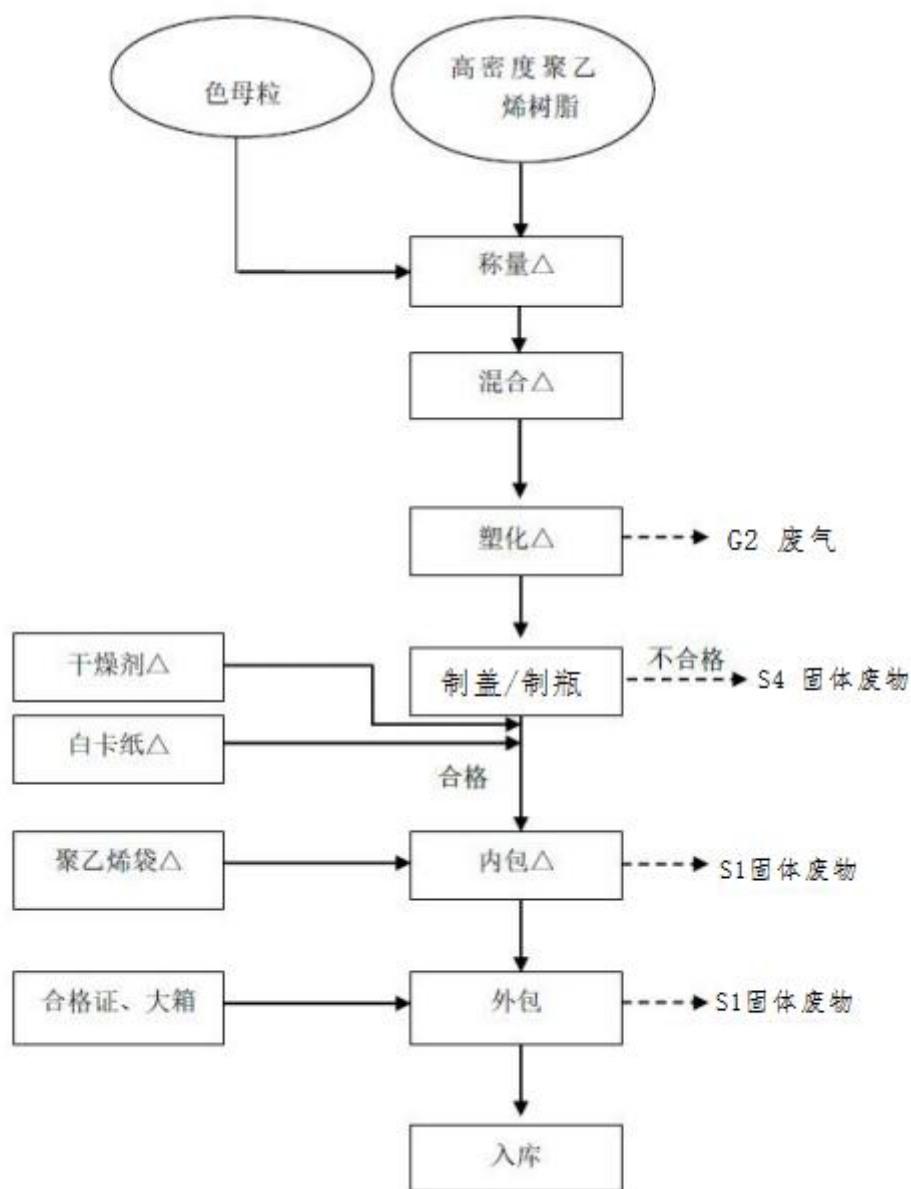 色母粒
高密度聚乙
烯树脂
称量△
混合△
塑化△
G2 废气
干燥剂△
制盖/制瓶
不合格
S4 固体废物
白卡纸△
合格
聚乙烯袋△
内包△
S1固体废物
合格证、大箱
外包
S1固体废物
入库